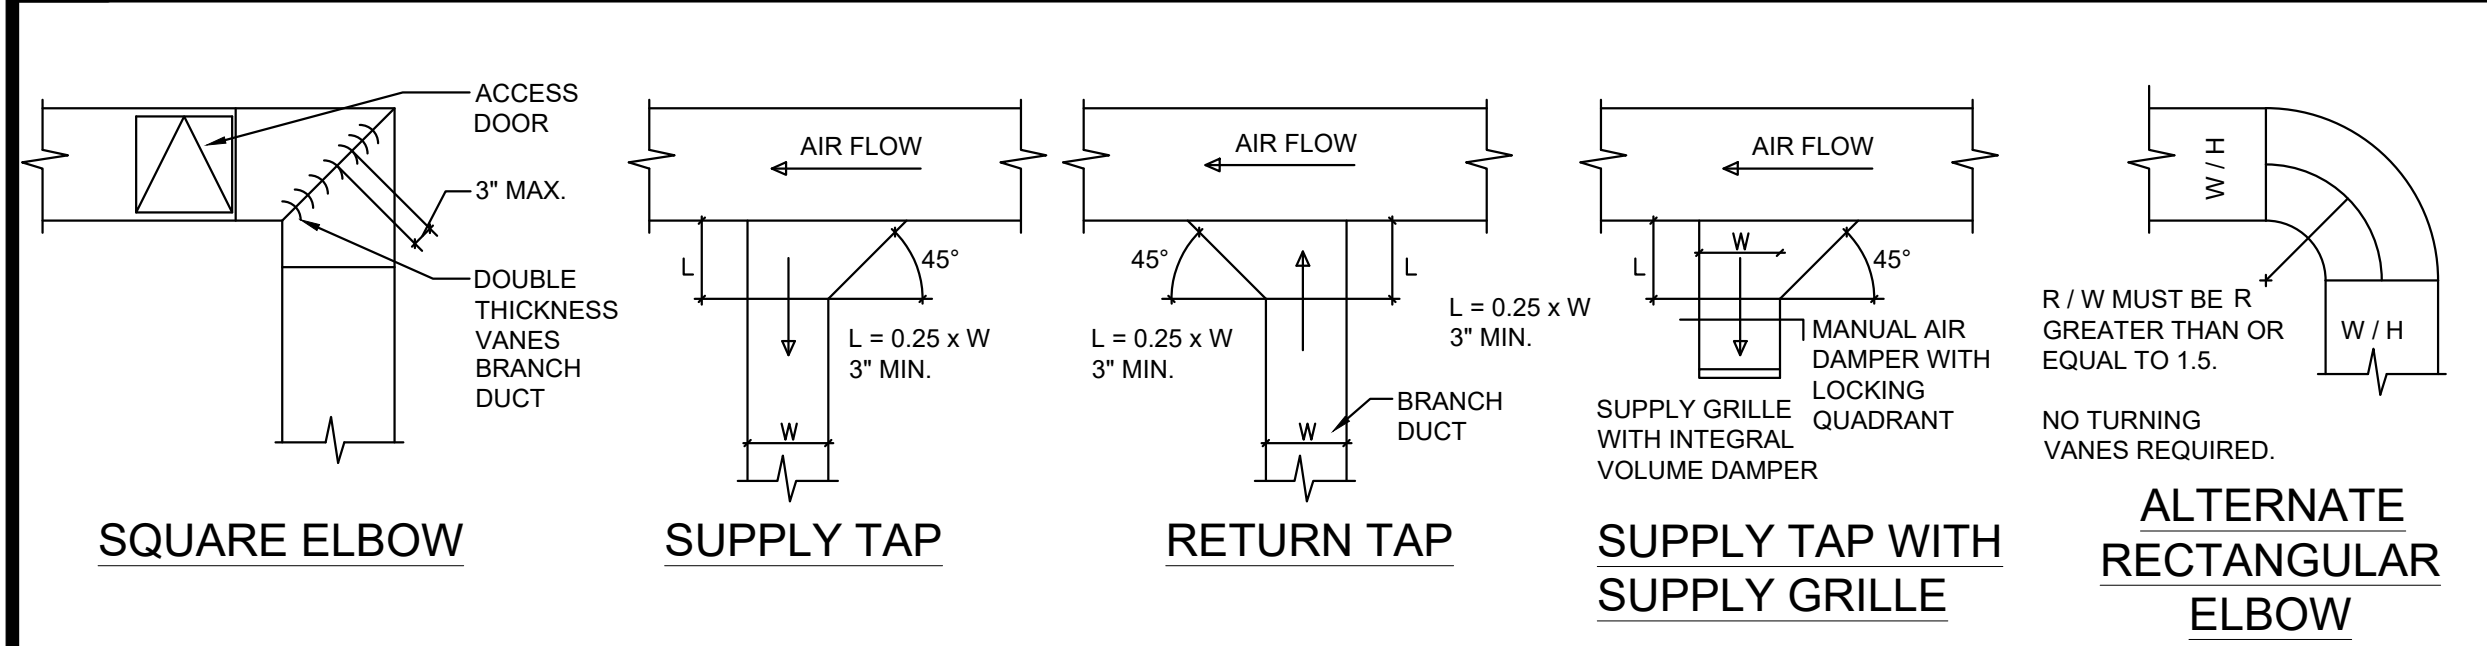 ACCESS
DOOR
3" MAX.
DOUBLE
THICKNESS
VANES
BRANCH
DUCT
SQUARE ELBOW
AIR FLOW
L
45°
L = 0.25 x W
3" MIN.
W
SUPPLY TAP
AIR FLOW
45°
L
L = 0.25 x W
3" MIN.
L = 0.25 x W
3" MIN.
BRANCH
DUCT
W
RETURN TAP
AIR FLOW
W
L
45°
MANUAL AIR
DAMPER WITH
LOCKING
QUADRANT
SUPPLY GRILLE
WITH INTEGRAL
VOLUME DAMPER
SUPPLY TAP WITH
SUPPLY GRILLE
W / H
R
W / H
R / W MUST BE
GREATER THAN OR
EQUAL TO 1.5.
NO TURNING
VANES REQUIRED.
ALTERNATE
RECTANGULAR
ELBOW